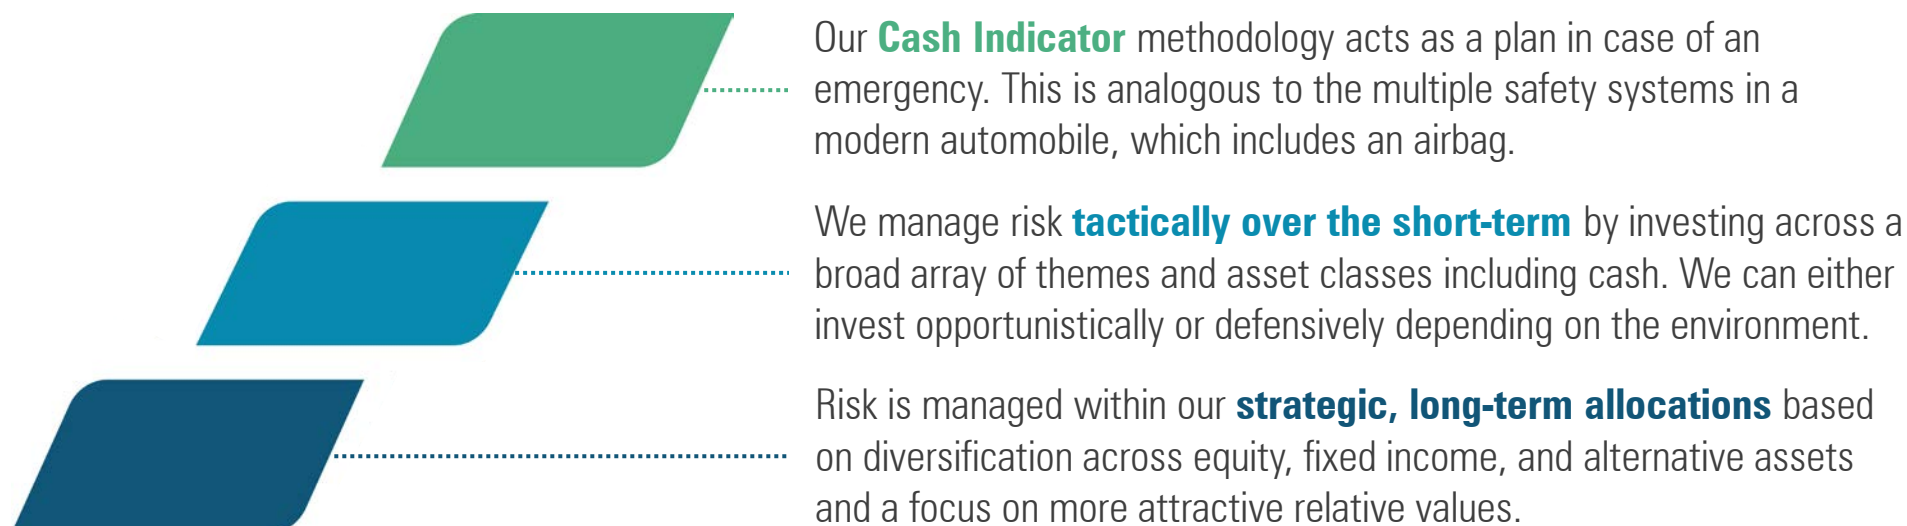 Our Cash Indicator methodology acts as a plan in case of an
emergency. This is analogous to the multiple safety systems in a
modern automobile, which includes an airbag.
We manage risk tactically over the short-term by investing across a
broad array of themes and asset classes including cash. We can either
invest opportunistically or defensively depending on the environment.
Risk is managed within our strategic, long-term allocations based
on diversification across equity, fixed income, and alternative assets
and a focus on more attractive relative values.